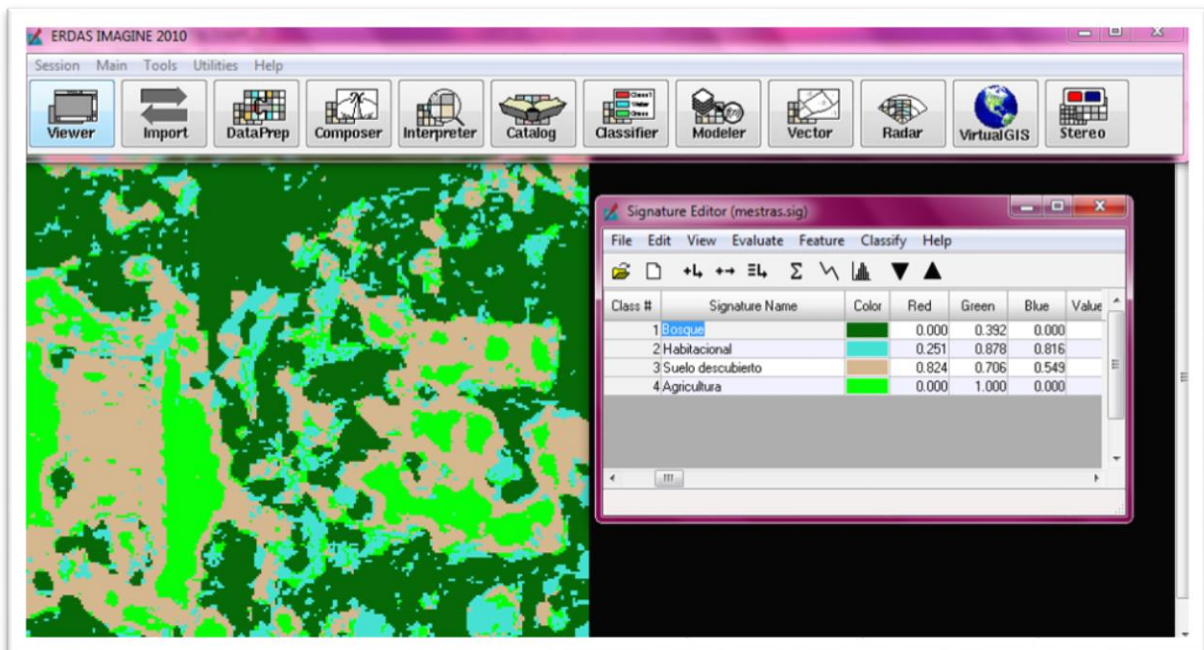 ERDAS IMAGINE 2010
Session Main Tools Utilities Help
Viewer Import DataPrep Composer Interpreter Catalog Classifier Modeler Vector Radar VirtualGIS Stereo
Signature Editor (mestras.sig)
File Edit View Evaluate Feature Classify Help
Class # Signature Name Color Red Green Blue Value
1 Bosque 0.000 0.392 0.000
2 Habitacional 0.251 0.878 0.816
3 Suelo descubierto 0.824 0.706 0.549
4 Agricultura 0.000 1.000 0.000